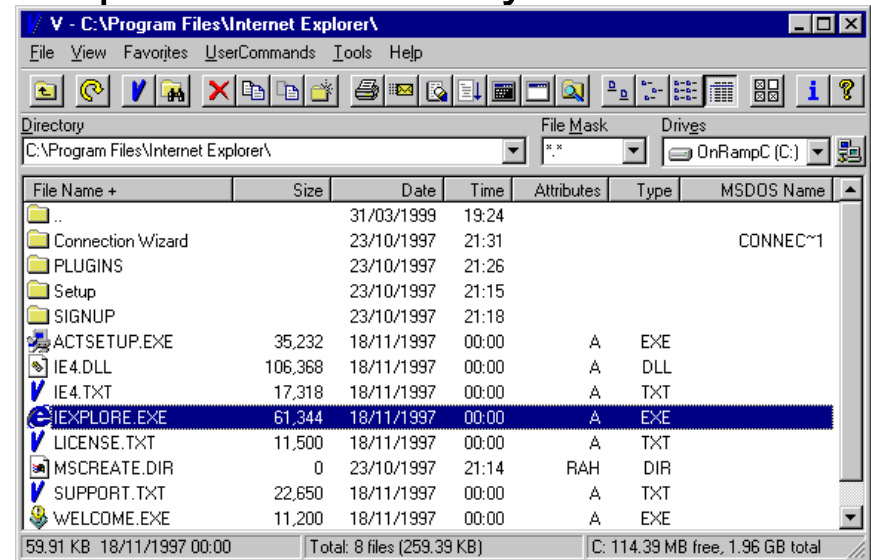 V - C:\Program Files\Internet Explorer\
File View Favorites UserCommands Tools Help
Directory File Mask Drives
C:\Program Files\Internet Explorer\ *.* OnRampC (C:)
File Name + Size Date Time Attributes Type MSDOS Name
.. 31/03/1999 19:24
Connection Wizard 23/10/1997 21:31 CONNEC~1
PLUGINS 23/10/1997 21:26
Setup 23/10/1997 21:15
SIGNUP 23/10/1997 21:18
ACTSETUP.EXE 35,232 18/11/1997 00:00 A EXE
IE4.DLL 106,368 18/11/1997 00:00 A DLL
IE4.TXT 17,318 18/11/1997 00:00 A TXT
IEXPLORE.EXE 61,344 18/11/1997 00:00 A EXE
LICENSE.TXT 11,500 18/11/1997 00:00 A TXT
MSCREATE.DIR 0 23/10/1997 21:14 RAH DIR
SUPPORT.TXT 22,650 18/11/1997 00:00 A TXT
WELCOME.EXE 11,200 18/11/1997 00:00 A EXE
59.91 KB 18/11/1997 00:00 Total: 8 files (259.39 KB) C: 114.39 MB free, 1.96 GB total